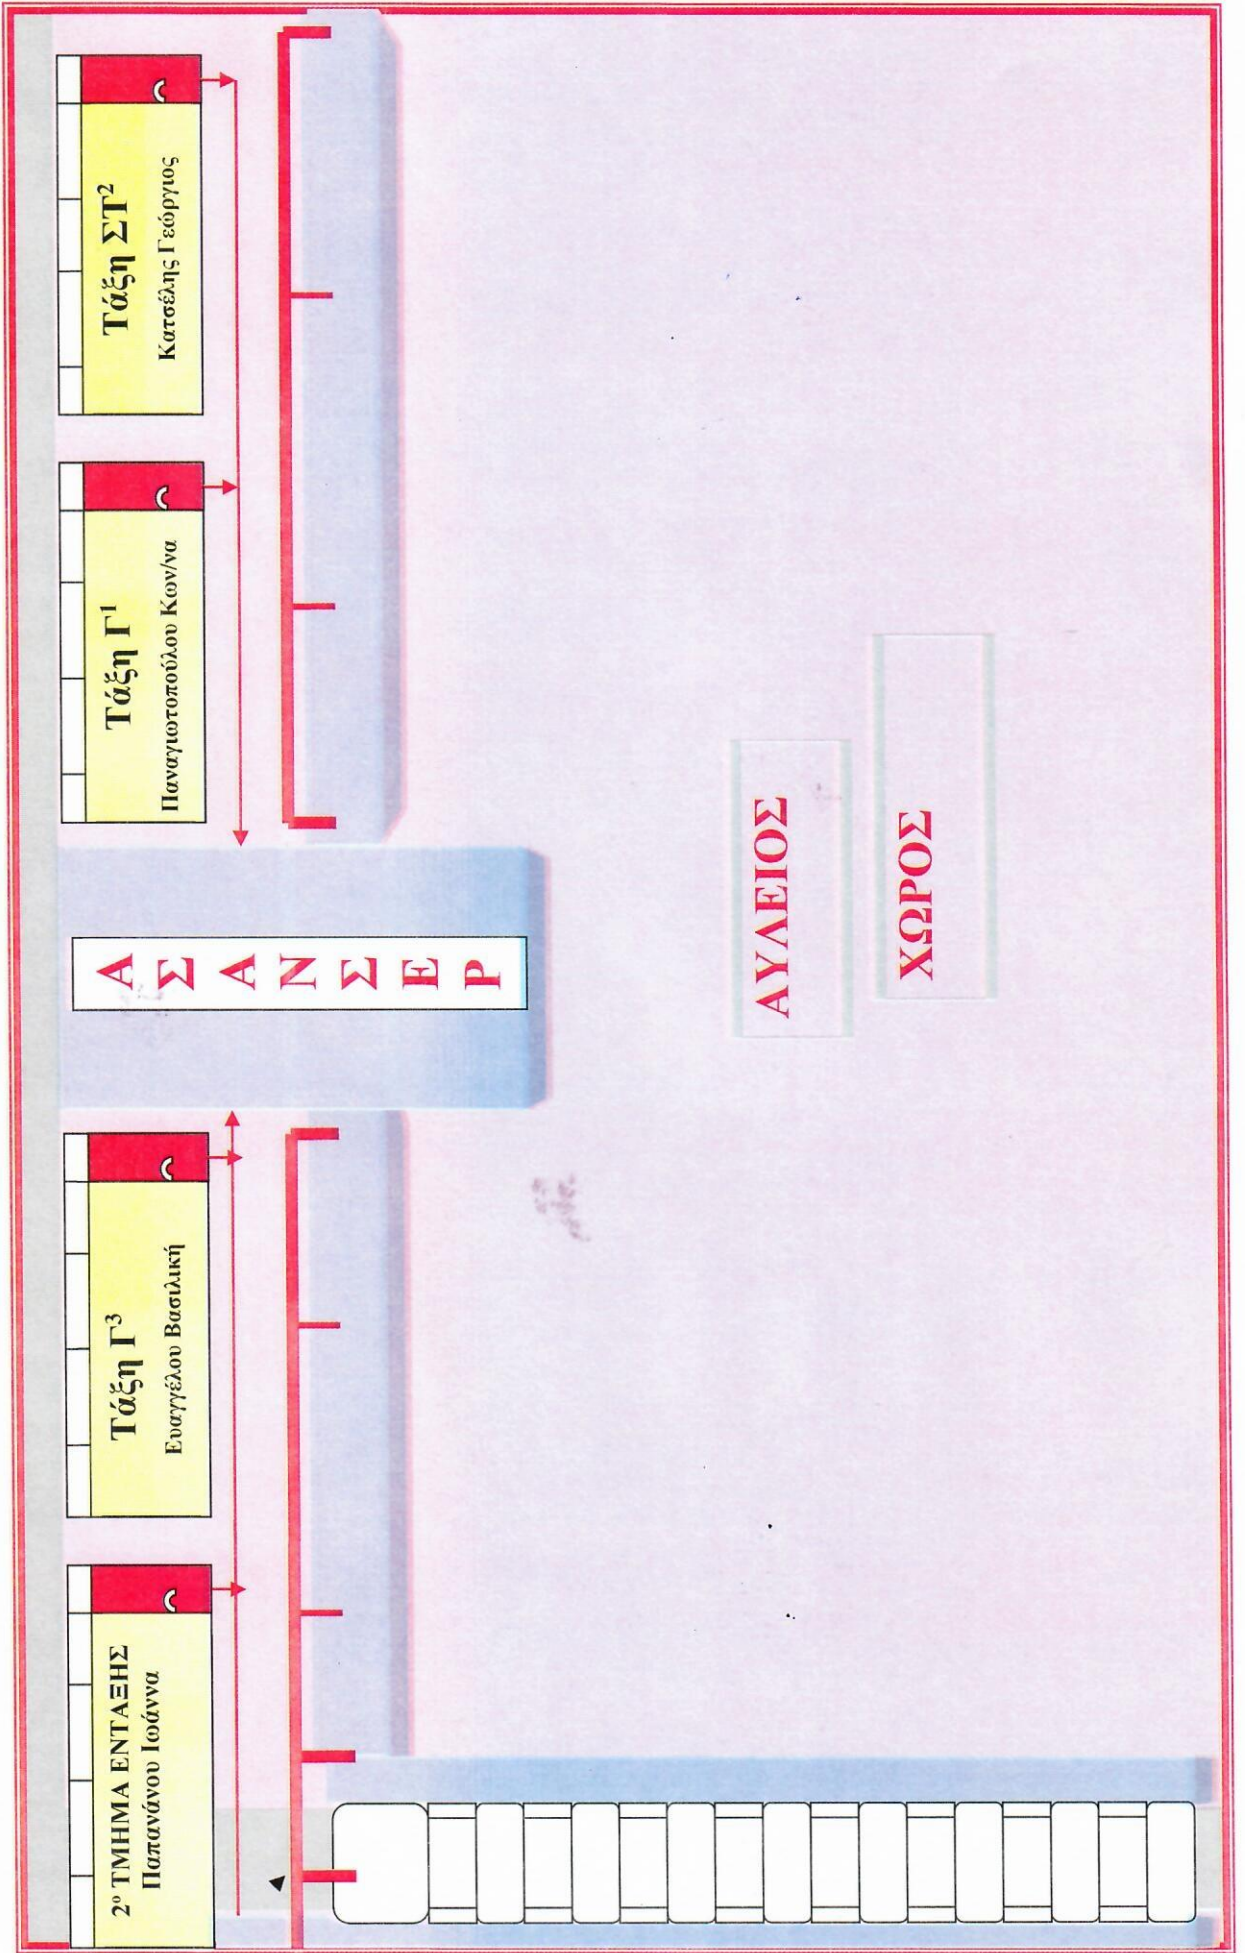 2º ΤΜΗΜΑ ΕΝΤΑΞΗΣ
Παπανάνου Ιωάννα
Τάξη Γ³
Ευαγγέλου Βασιλική
ΑΣΑΝΣΕΡ
Τάξη Γ¹
Παναγιωτοπούλου Κων/να
Τάξη ΣΤ²
Κατσέλης Γεώργιος
ΑΥΛΕΙΟΣ
ΧΩΡΟΣ